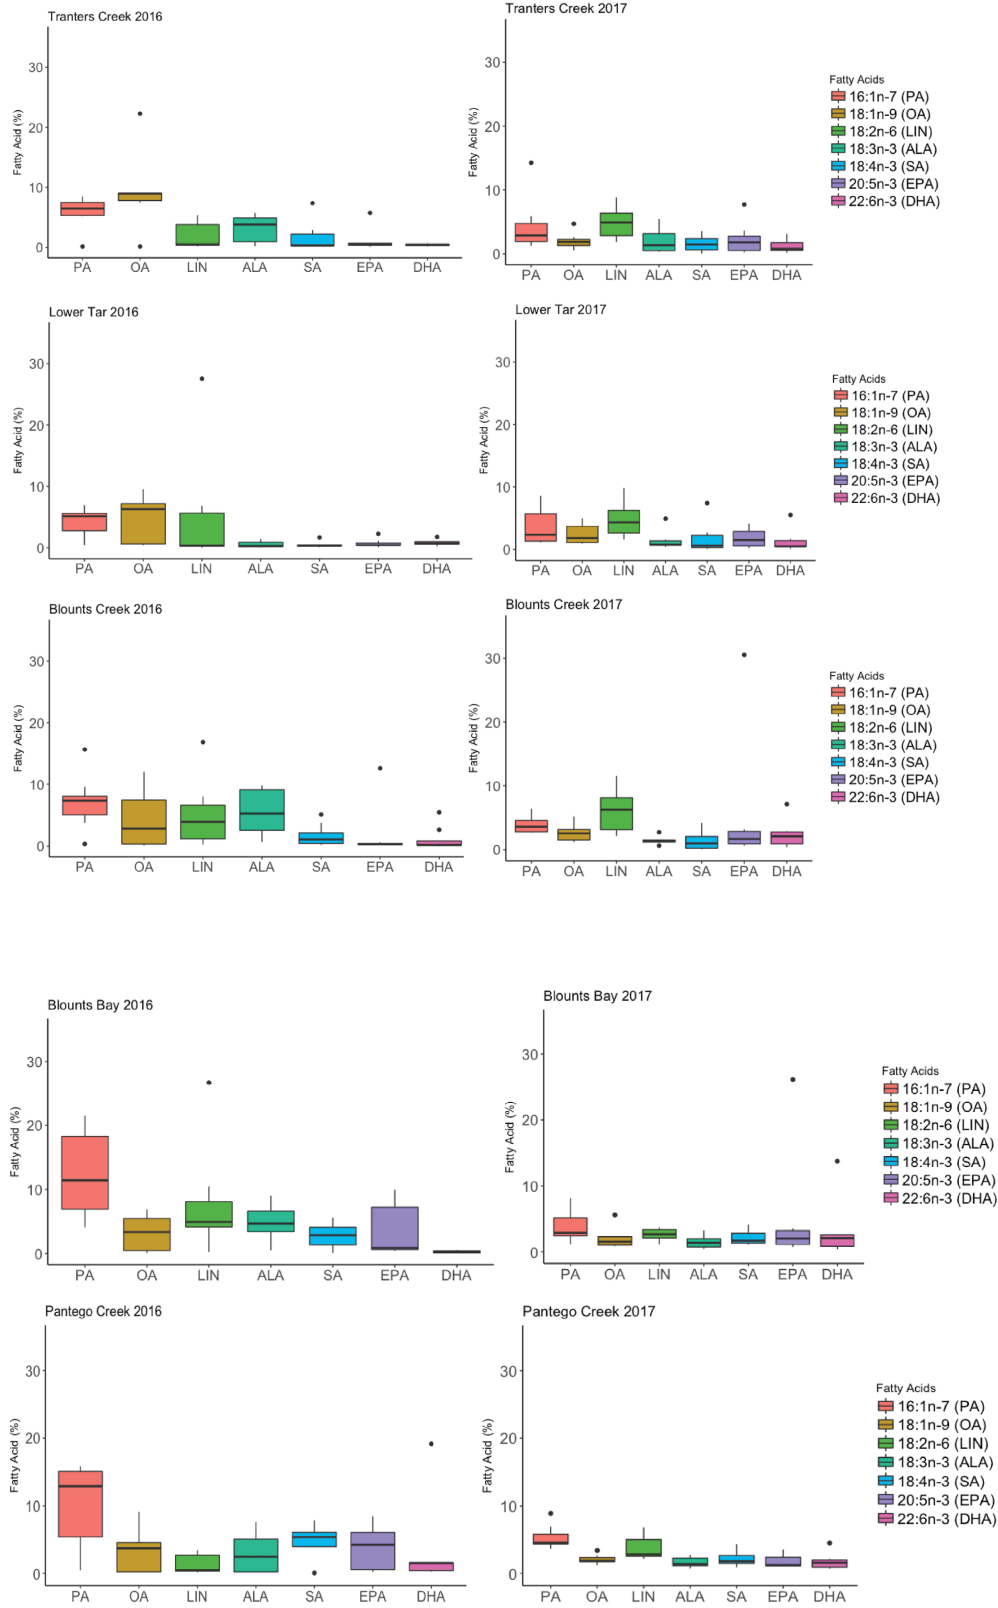 Tranters Creek 2016
Fatty Acid (%)
30
20
10
0
PA OA LIN ALA SA EPA DHA
Tranters Creek 2017
Fatty Acid (%)
30
20
10
0
PA OA LIN ALA SA EPA DHA
Fatty Acids
16:1n-7 (PA)
18:1n-9 (OA)
18:2n-6 (LIN)
18:3n-3 (ALA)
18:4n-3 (SA)
20:5n-3 (EPA)
22:6n-3 (DHA)
Lower Tar 2016
Fatty Acid (%)
30
20
10
0
PA OA LIN ALA SA EPA DHA
Lower Tar 2017
Fatty Acid (%)
30
20
10
0
PA OA LIN ALA SA EPA DHA
Fatty Acids
16:1n-7 (PA)
18:1n-9 (OA)
18:2n-6 (LIN)
18:3n-3 (ALA)
18:4n-3 (SA)
20:5n-3 (EPA)
22:6n-3 (DHA)
Blounts Creek 2016
Fatty Acid (%)
30
20
10
0
PA OA LIN ALA SA EPA DHA
Blounts Creek 2017
Fatty Acid (%)
30
20
10
0
PA OA LIN ALA SA EPA DHA
Fatty Acids
16:1n-7 (PA)
18:1n-9 (OA)
18:2n-6 (LIN)
18:3n-3 (ALA)
18:4n-3 (SA)
20:5n-3 (EPA)
22:6n-3 (DHA)
Blounts Bay 2016
Fatty Acid (%)
30
20
10
0
PA OA LIN ALA SA EPA DHA
Blounts Bay 2017
Fatty Acid (%)
30
20
10
0
PA OA LIN ALA SA EPA DHA
Fatty Acids
16:1n-7 (PA)
18:1n-9 (OA)
18:2n-6 (LIN)
18:3n-3 (ALA)
18:4n-3 (SA)
20:5n-3 (EPA)
22:6n-3 (DHA)
Pantego Creek 2016
Fatty Acid (%)
30
20
10
0
PA OA LIN ALA SA EPA DHA
Pantego Creek 2017
Fatty Acid (%)
30
20
10
0
PA OA LIN ALA SA EPA DHA
Fatty Acids
16:1n-7 (PA)
18:1n-9 (OA)
18:2n-6 (LIN)
18:3n-3 (ALA)
18:4n-3 (SA)
20:5n-3 (EPA)
22:6n-3 (DHA)